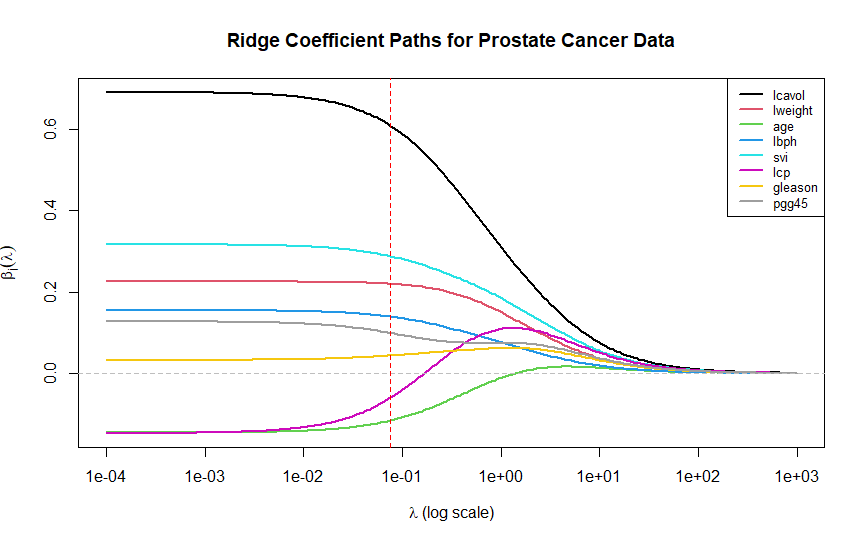 Ridge Coefficient Paths for Prostate Cancer Data
lcavol
lweight
age
lbph
svi
lcp
gleason
pgg45
0.6
0.4
0.2
0.0
βi(λ)
1e-04 1e-03 1e-02 1e-01 1e+00 1e+01 1e+02 1e+03
λ (log scale)